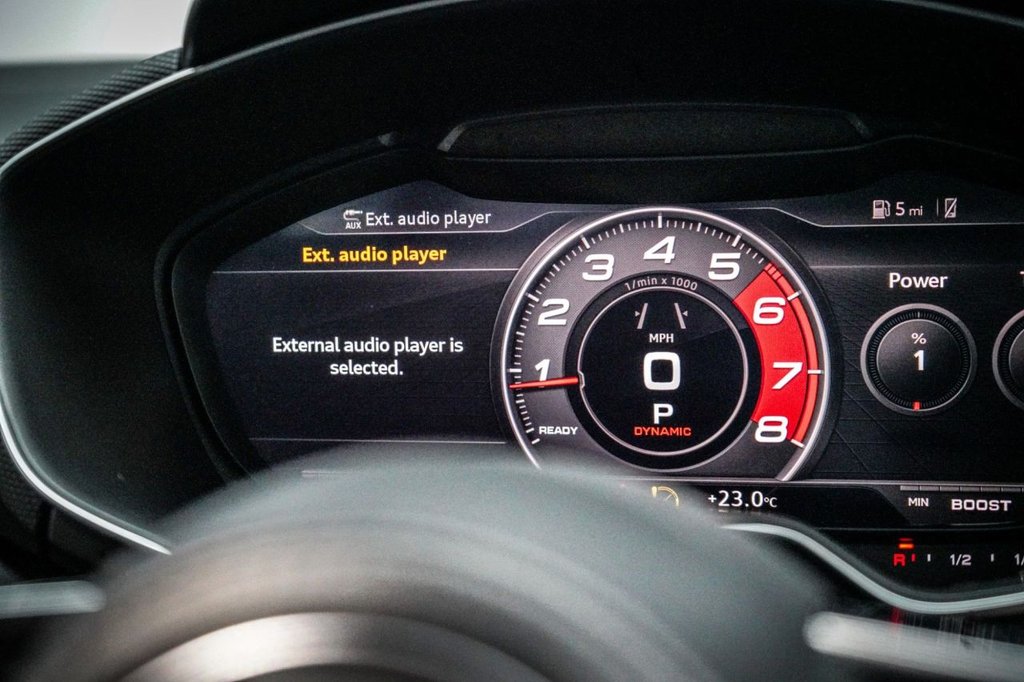 AUX Ext. audio player
Ext. audio player
External audio player is
selected.
1 2 3 4 5 6 7 8
1/min x 1000
MPH
0
P
DYNAMIC
READY
5 mi
Power
%
1
+23.0°C
MIN BOOST
R 1/2